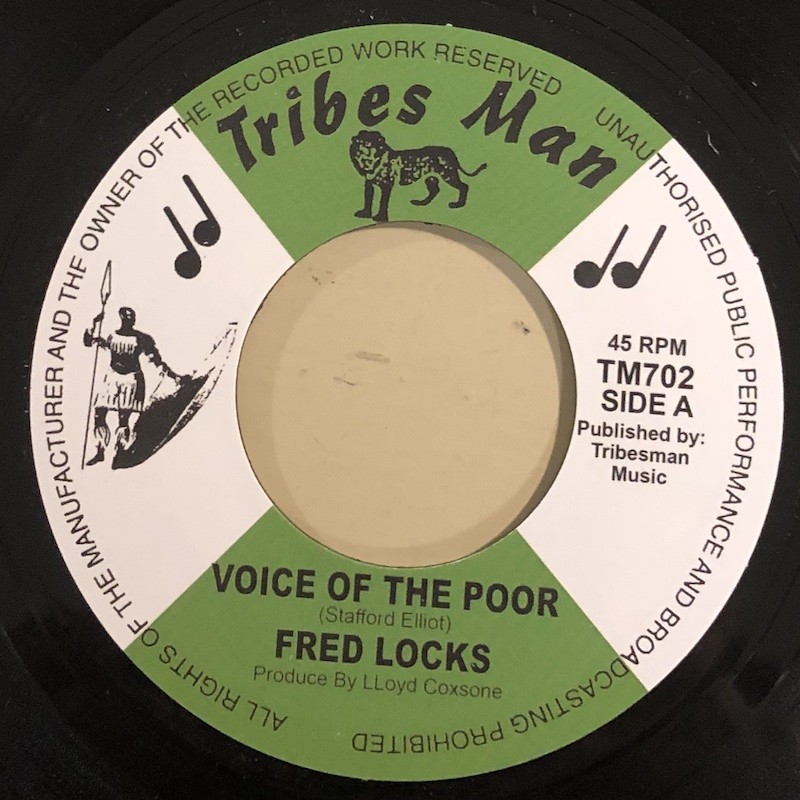 ALL RIGHTS OF THE MANUFACTURER AND THE OWNER OF THE RECORDED WORK RESERVED
UNAUTHORISED PUBLIC PERFORMANCE AND BROADCASTING PROHIBITED
Tribes Man
45 RPM
TM702
SIDE A
Published by:
Tribesman
Music
VOICE OF THE POOR
(Stafford Elliot)
FRED LOCKS
Produce By LLoyd Coxsone